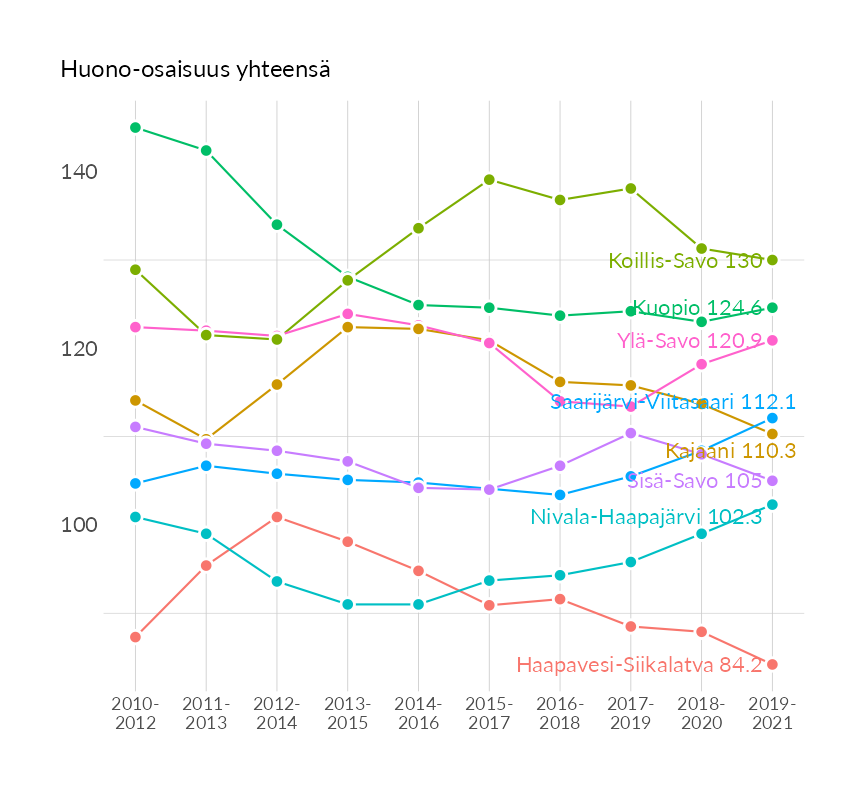 Huono-osaisuus yhteensä
140
Koillis-Savo 130
Kuopio 124.6
Ylä-Savo 120.9
120
Saarijärvi-Viitasaari 112.1
Kajaani 110.3
Sisä-Savo 105
Nivala-Haapajärvi 102.3
100
Haapavesi-Siikalatva 84.2
2010- 2011- 2012- 2013- 2014- 2015- 2016- 2017- 2018- 2019-
2012 2013 2014 2015 2016 2017 2018 2019 2020 2021